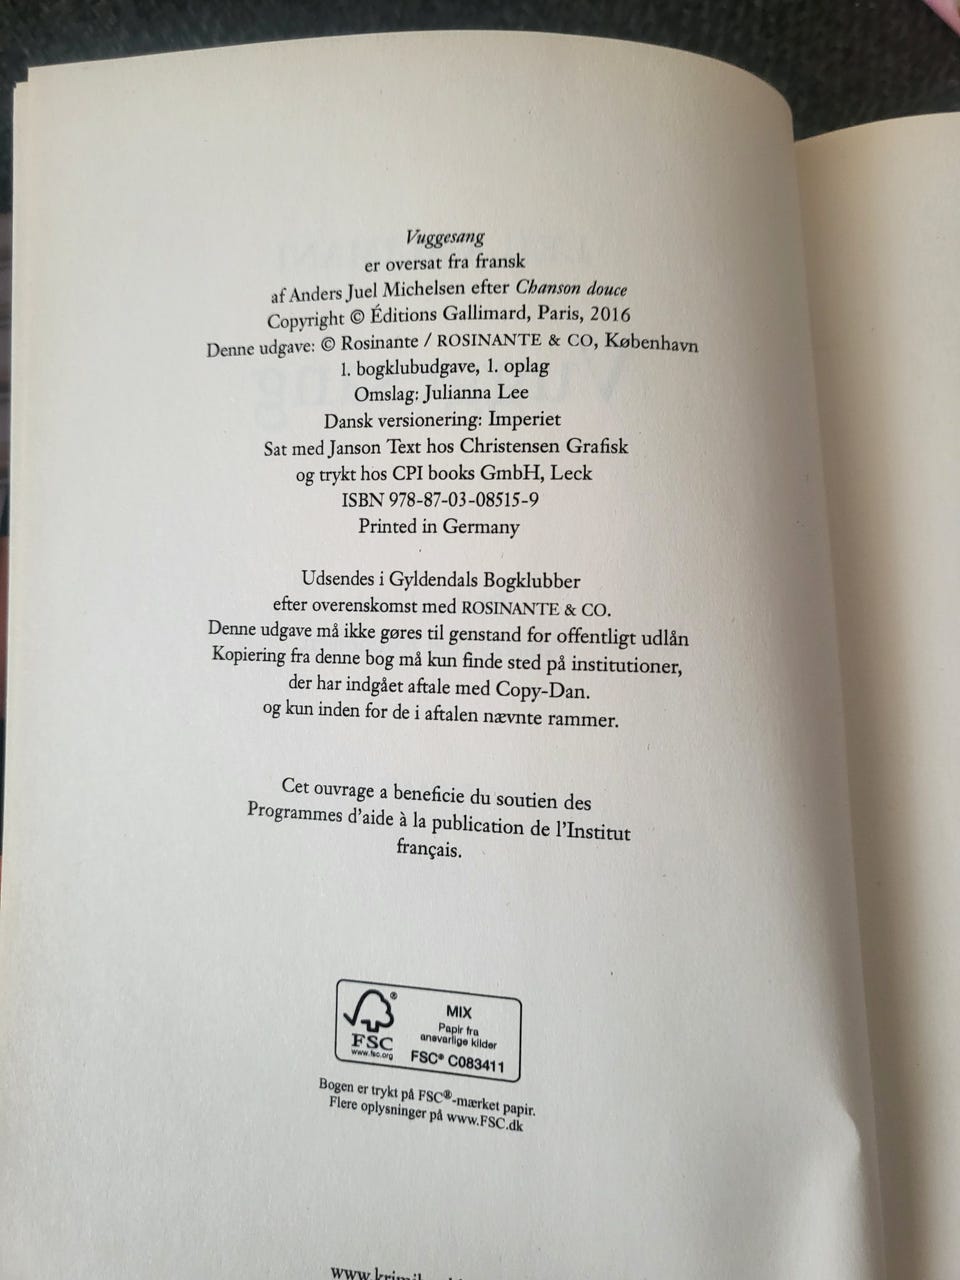 Vuggesang
er oversat fra fransk
af Anders Juel Michelsen efter Chanson douce
Copyright © Éditions Gallimard, Paris, 2016
Denne udgave: © Rosinante / ROSINANTE & CO, København
1. bogklubudgave, 1. oplag
Omslag: Julianna Lee
Dansk versionering: Imperiet
Sat med Janson Text hos Christensen Grafisk
og trykt hos CPI books GmbH, Leck
ISBN 978-87-03-08515-9
Printed in Germany
Udsendes i Gyldendals Bogklubber
efter overenskomst med ROSINANTE & CO.
Denne udgave må ikke gøres til genstand for offentligt udlån
Kopiering fra denne bog må kun finde sted på institutioner,
der har indgået aftale med Copy-Dan.
og kun inden for de i aftalen nævnte rammer.
Cet ouvrage a beneficie du soutien des
Programmes d'aide à la publication de l'Institut
français.
FSC®
www.fsc.org
MIX
Papir fra
ansvarlige kilder
FSC® C083411
Bogen er trykt på FSC®-mærket papir.
Flere oplysninger på www.FSC.dk